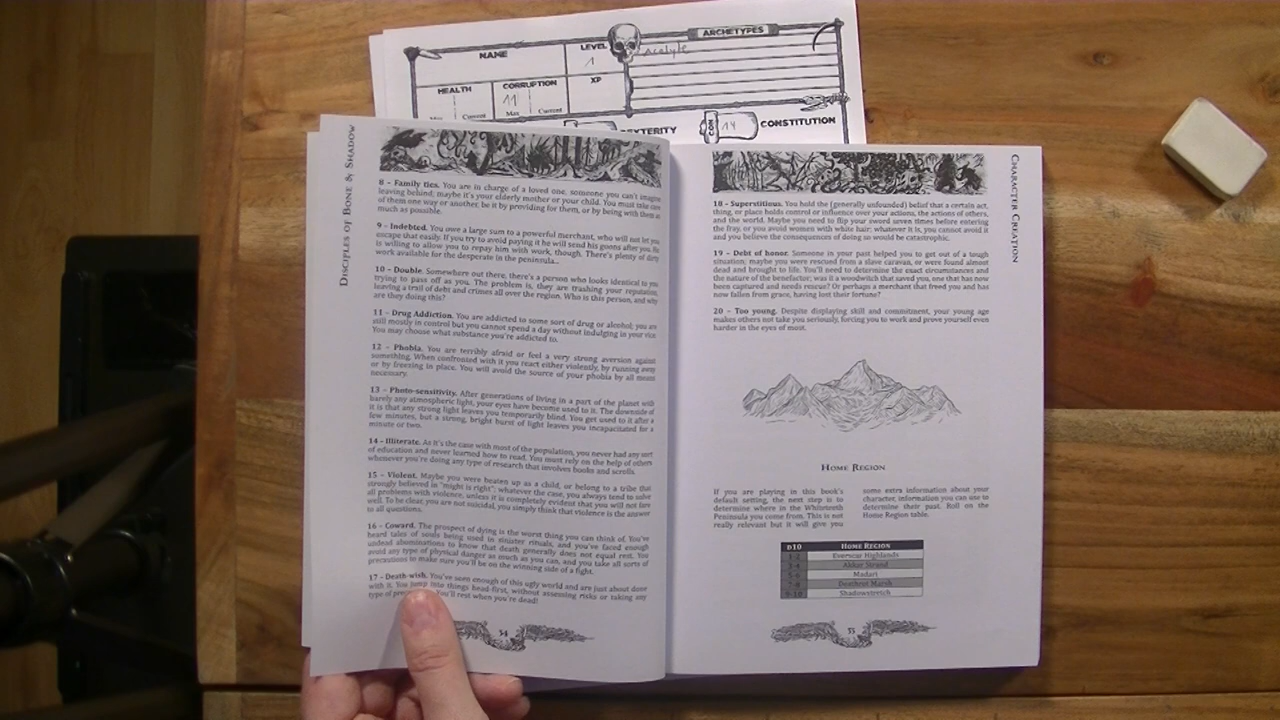 NAME
LEVEL
1
ARCHETYPES
Acolyte
HEALTH
CORRUPTION
11
XP
Max
Current
Max
Current
DEXTERITY
CON
14
CONSTITUTION
DISCIPLES OF BONE & SHADOW
8 – Family ties. You are in charge of a loved one, someone you can't imagine
leaving behind; maybe it's your elderly mother or your child. You must take care
of them one way or another, be it by providing for them, or by being with them as
much as possible.
9 – Indebted. You owe a large sum to a powerful merchant, who will not let you
escape that easily. If you try to avoid paying it he will send his goons after you. He
is willing to allow you to repay him with work, though. There's plenty of dirty
work available for the desperate in the peninsula...
10 – Double. Somewhere out there, there's a person who looks identical to you
trying to pass off as you. The problem is, they are trashing your reputation,
leaving a trail of debt and crimes all over the region. Who is this person, and why
are they doing this?
11 – Drug Addiction. You are addicted to some sort of drug or alcohol; you are
still mostly in control but you cannot spend a day without indulging in your vice.
You may choose what substance you're addicted to.
12 – Phobia. You are terribly afraid or feel a very strong aversion against
something. When confronted with it you react either violently, by running away
or by freezing in place. You will avoid the source of your phobia by all means
necessary.
13 – Photo-sensitivity. After generations of living in a part of the planet with
barely any atmospheric light, your eyes have become used to it. The downside of
it is that any strong light leaves you temporarily blind. You get used to it after a
few minutes, but a strong, bright burst of light leaves you incapacitated for a
minute or two.
14 – Illiterate. As it's the case with most of the population, you never had any sort
of education and never learned how to read. You must rely on the help of others
whenever you're doing any type of research that involves books and scrolls.
15 – Violent. Maybe you were beaten up as a child, or belong to a tribe that
strongly believed in "might is right"; whatever the case, you always tend to solve
all problems with violence, unless it is completely evident that you will not fare
well. To be clear, you are not suicidal, you simply think that violence is the answer
to all questions.
16 – Coward. The prospect of dying is the worst thing you can think of. You've
heard tales of souls being used in sinister rituals, and you've faced enough
undead abominations to know that death generally does not equal rest. You
avoid any type of physical danger as much as you can, and you take all sorts of
precautions to make sure you'll be on the winning side of a fight.
17 – Death wish. You've seen enough of this ugly world and are just about done
with it. You jump into things head-first, without assessing risks or taking any
type of You'll rest when you're dead!
54
CHARACTER CREATION
18 – Superstitious. You hold the (generally unfounded) belief that a certain act,
thing, or place holds control or influence over your actions, the actions of others,
and the world. Maybe you need to flip your sword seven times before entering
the fray, or you avoid women with white hair; whatever it is, you cannot avoid it
and you believe the consequences of doing so would be catastrophic.
19 – Debt of honor. Someone in your past helped you to get out of a tough
situation; maybe you were rescued from a slave caravan, or were found almost
dead and brought to life. You'll need to determine the exact circumstances and
the nature of the benefactor; was it a woodwitch that saved you, one that has now
been captured and needs rescue? Or perhaps a merchant that freed you and has
now fallen from grace, having lost their fortune?
20 – Too young. Despite displaying skill and commitment, your young age
makes others not take you seriously, forcing you to work and prove yourself even
harder in the eyes of most.
HOME REGION
If you are playing in this book's
default setting, the next step is to
determine where in the Whiteteeth
Peninsula you come from. This is not
really relevant but it will give you
some extra information about your
character, information you can use to
determine their past. Roll on the
Home Region table.
D10 HOME REGION
1-2 Everscar Highlands
3-4 Akkar Strand
5-6 Madari
7-8 Deathout Marsh
9-10 Shadowstretch
55